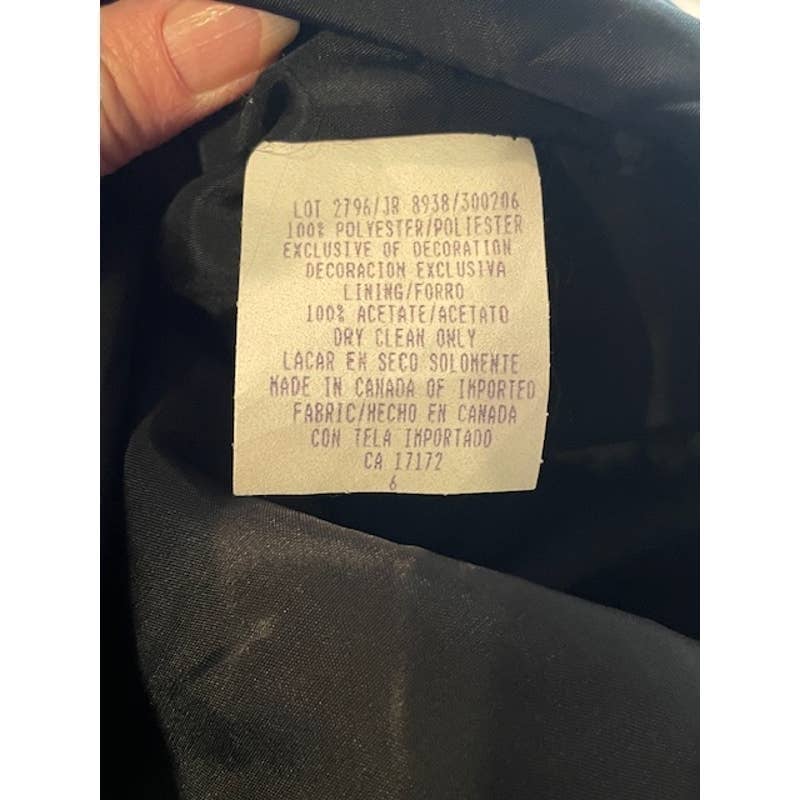 LOT 2796/JR 8938/300206
100% POLYESTER/POLIESTER
EXCLUSIVE OF DECORATION
DECORACION EXCLUSIVA
LINING/FORRO
100% ACETATE/ACETATO
DRY CLEAN ONLY
LACAR EN SECO SOLOMENTE
MADE IN CANADA OF IMPORTED
FABRIC/HECHO EN CANADA
CON TELA IMPORTADO
CA 17172
6